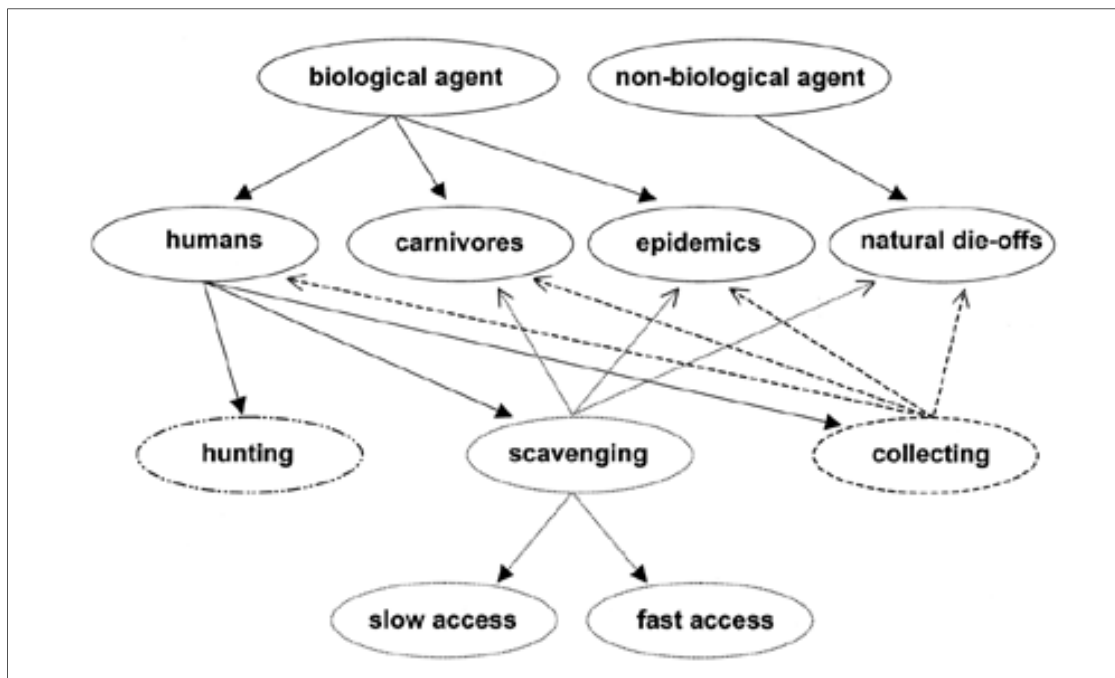 biological agent
non-biological agent
humans
carnivores
epidemics
natural die-offs
hunting
scavenging
collecting
slow access
fast access